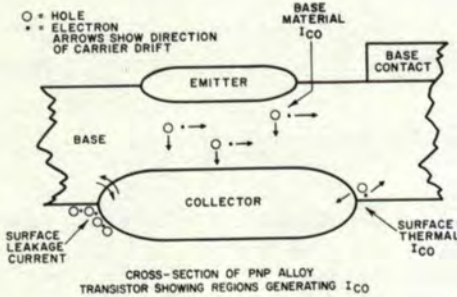 O = HOLE
• = ELECTRON
ARROWS SHOW DIRECTION
OF CARRIER DRIFT
BASE
MATERIAL
ICO
BASE
CONTACT
EMITTER
BASE
COLLECTOR
SURFACE
LEAKAGE
CURRENT
SURFACE
THERMAL
ICO
CROSS-SECTION OF PNP ALLOY
TRANSISTOR SHOWING REGIONS GENERATING ICO